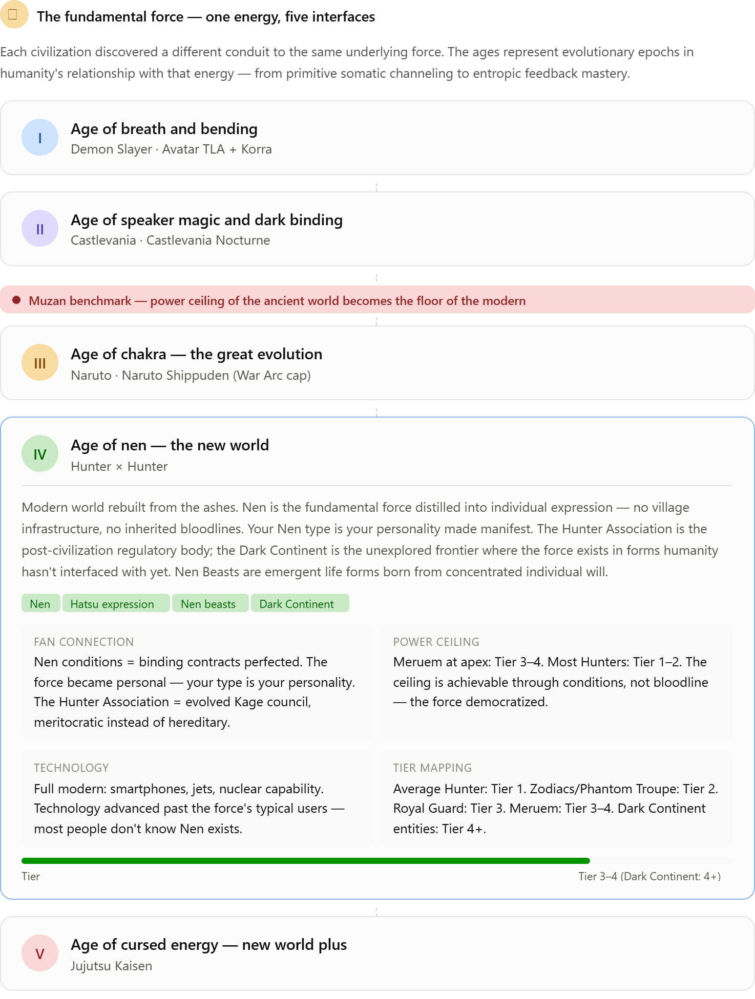 The fundamental force — one energy, five interfaces
Each civilization discovered a different conduit to the same underlying force. The ages represent evolutionary epochs in
humanity's relationship with that energy — from primitive somatic channeling to entropic feedback mastery.
I
Age of breath and bending
Demon Slayer · Avatar TLA + Korra
II
Age of speaker magic and dark binding
Castlevania · Castlevania Nocturne
Muzan benchmark — power ceiling of the ancient world becomes the floor of the modern
III
Age of chakra — the great evolution
Naruto · Naruto Shippuden (War Arc cap)
IV
Age of nen — the new world
Hunter × Hunter
Modern world rebuilt from the ashes. Nen is the fundamental force distilled into individual expression — no village
infrastructure, no inherited bloodlines. Your Nen type is your personality made manifest. The Hunter Association is the
post-civilization regulatory body; the Dark Continent is the unexplored frontier where the force exists in forms humanity
hasn't interfaced with yet. Nen Beasts are emergent life forms born from concentrated individual will.
Nen
Hatsu expression
Nen beasts
Dark Continent
FAN CONNECTION
Nen conditions = binding contracts perfected. The
force became personal — your type is your personality.
The Hunter Association = evolved Kage council,
meritocratic instead of hereditary.
POWER CEILING
Meruem at apex: Tier 3–4. Most Hunters: Tier 1–2. The
ceiling is achievable through conditions, not bloodline
— the force democratized.
TECHNOLOGY
Full modern: smartphones, jets, nuclear capability.
Technology advanced past the force's typical users —
most people don't know Nen exists.
TIER MAPPING
Average Hunter: Tier 1. Zodiacs/Phantom Troupe: Tier 2.
Royal Guard: Tier 3. Meruem: Tier 3–4. Dark Continent
entities: Tier 4+.
Tier
Tier 3–4 (Dark Continent: 4+)
V
Age of cursed energy — new world plus
Jujutsu Kaisen